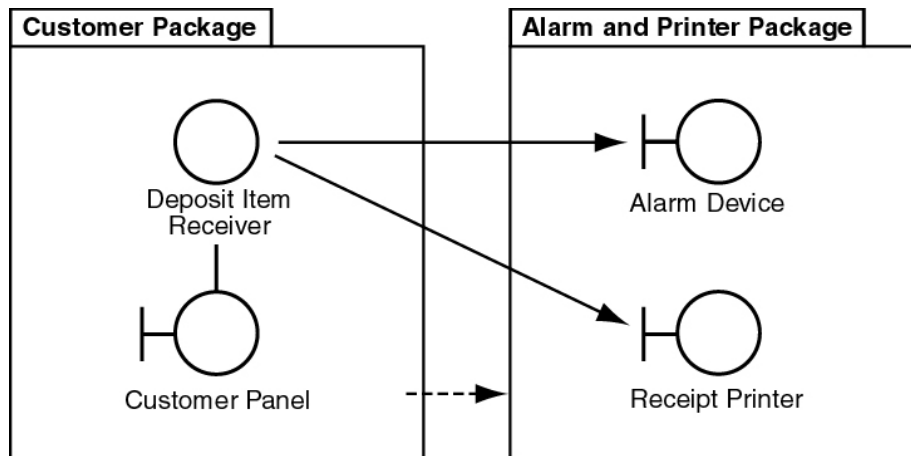 Customer Package
Alarm and Printer Package
Deposit Item
Receiver
Alarm Device
Customer Panel
Receipt Printer